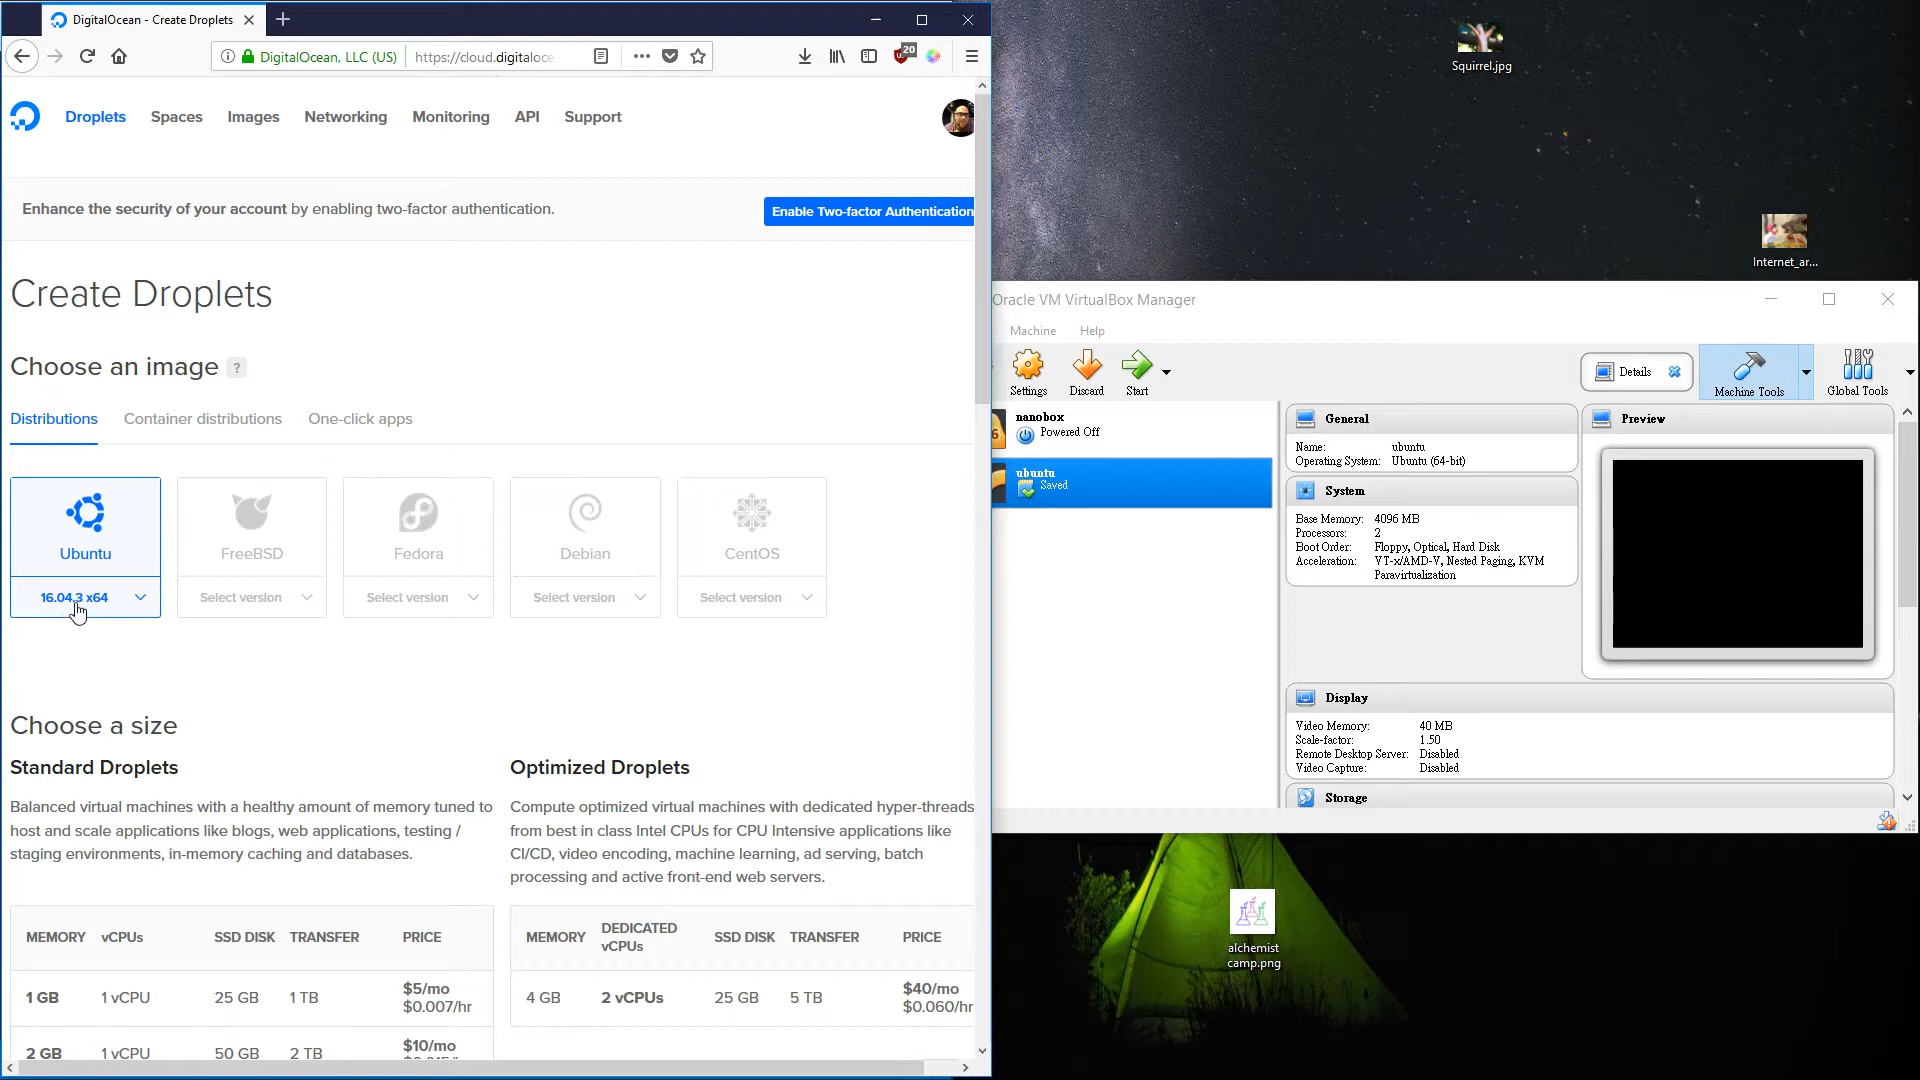 DigitalOcean - Create Droplets
DigitalOcean, LLC (US)
https://cloud.digitaloce
20
Droplets
Spaces
Images
Networking
Monitoring
API
Support
Enhance the security of your account by enabling two-factor authentication.
Enable Two-factor Authentication
Create Droplets
Choose an image ?
Distributions
Container distributions
One-click apps
Ubuntu
FreeBSD
Fedora
Debian
CentOS
16.04.3 x64
Select version
Select version
Select version
Select version
Choose a size
Standard Droplets
Balanced virtual machines with a healthy amount of memory tuned to
host and scale applications like blogs, web applications, testing /
staging environments, in-memory caching and databases.
MEMORY vCPUs SSD DISK TRANSFER PRICE
1 GB 1 vCPU 25 GB 1 TB $5/mo
$0.007/hr
2 GB 1 vCPU 50 GB 2 TB $10/mo
Optimized Droplets
Compute optimized virtual machines with dedicated hyper-threads
from best in class Intel CPUs for CPU Intensive applications like
CI/CD, video encoding, machine learning, ad serving, batch
processing and active front-end web servers.
MEMORY DEDICATED vCPUs SSD DISK TRANSFER PRICE
4 GB 2 vCPUs 25 GB 5 TB $40/mo
$0.060/hr
Squirrel.jpg
Internet_ar...
Oracle VM VirtualBox Manager
Machine
Help
Settings
Discard
Start
Details
Machine Tools
Global Tools
nanobox
Powered Off
ubuntu
Saved
General
Name: ubuntu
Operating System: Ubuntu (64-bit)
System
Base Memory: 4096 MB
Processors: 2
Boot Order: Floppy, Optical, Hard Disk
Acceleration: VT-x/AMD-V, Nested Paging, KVM
Paravirtualization
Preview
Display
Video Memory: 40 MB
Scale-factor: 1.50
Remote Desktop Server: Disabled
Video Capture: Disabled
Storage
alchemist
camp.png